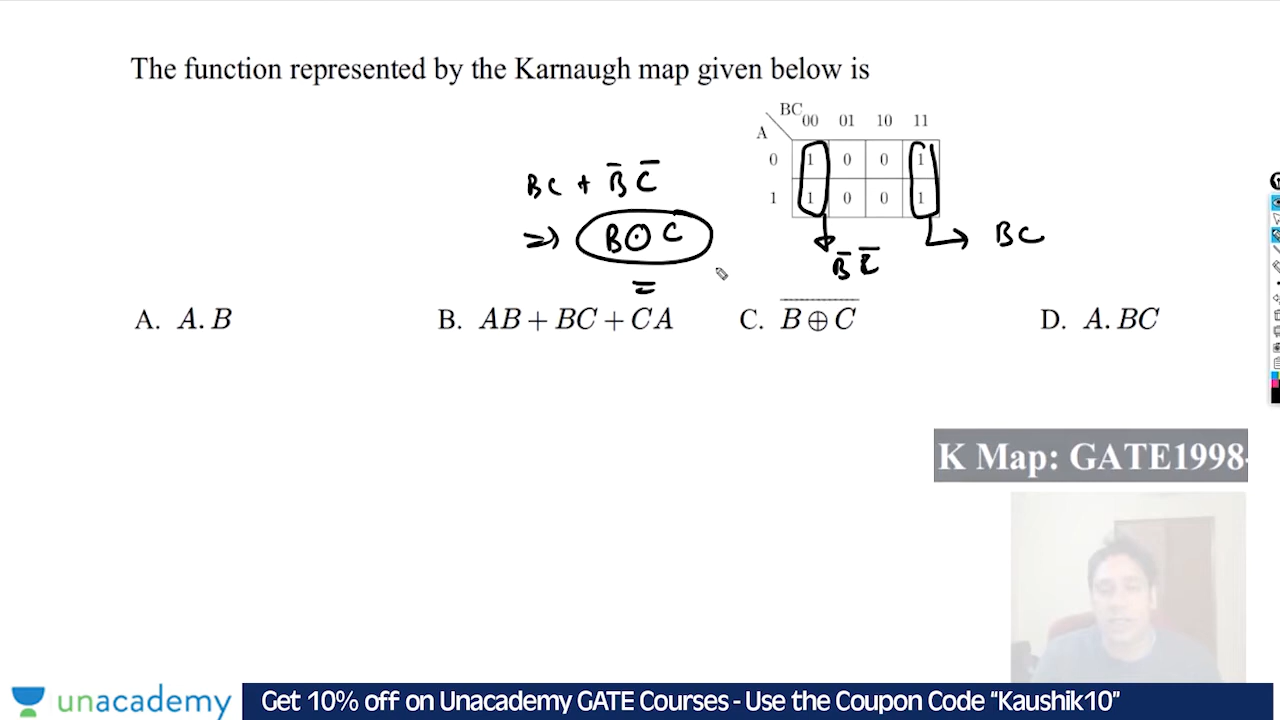 The function represented by the Karnaugh map given below is
BC
00 01 10 11
A
0 1 0 0 1
1 1 0 0 1
BC + B̅ C̅
=> B⊙C
=
B̅ C̅
BC
A. A.B
B. AB + BC + CA
C. \overline{B ⊕ C}
D. A.BC
K Map: GATE1998-
unacademy
Get 10% off on Unacademy GATE Courses - Use the Coupon Code "Kaushik10"